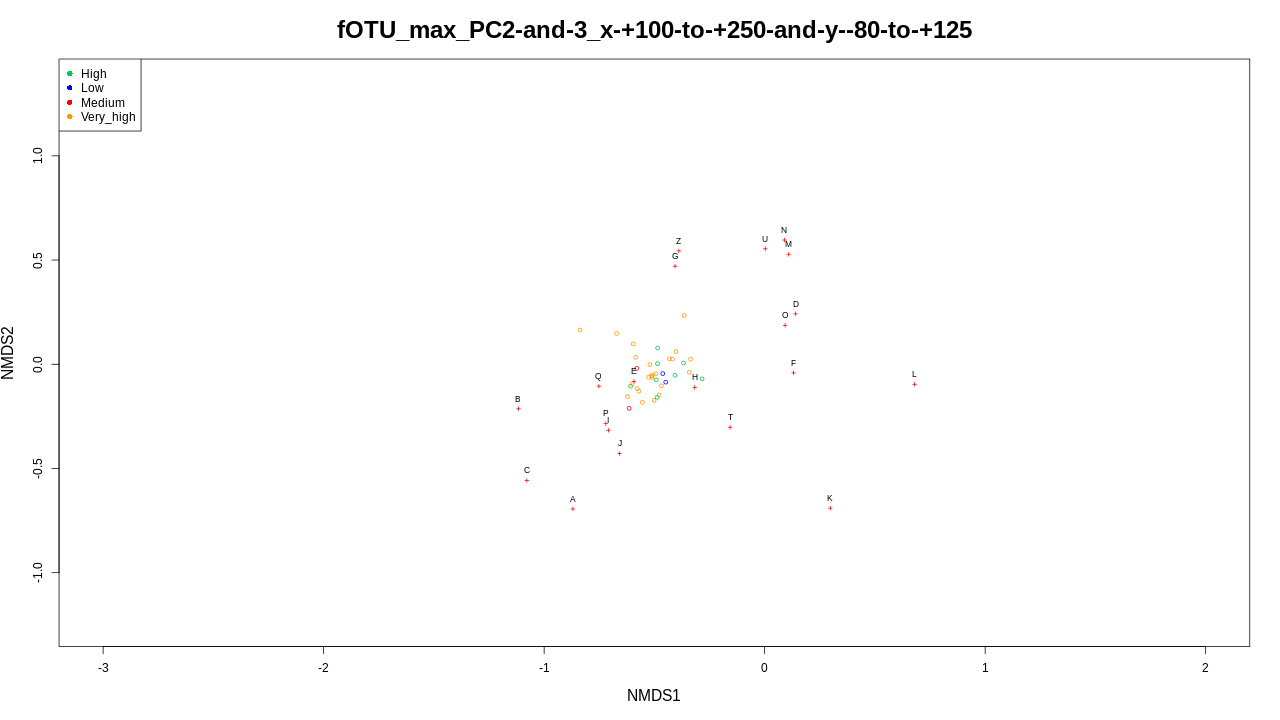 fOTU_max_PC2-and-3_x-+100-to-+250-and-y--80-to-+125
High
Low
Medium
Very_high
NMDS2
1.0
0.5
0.0
-0.5
-1.0
N
U
M
Z
G
D
O
F
E
H
Q
L
B
P
I
T
J
C
A
K
-3
-2
-1
0
1
2
NMDS1